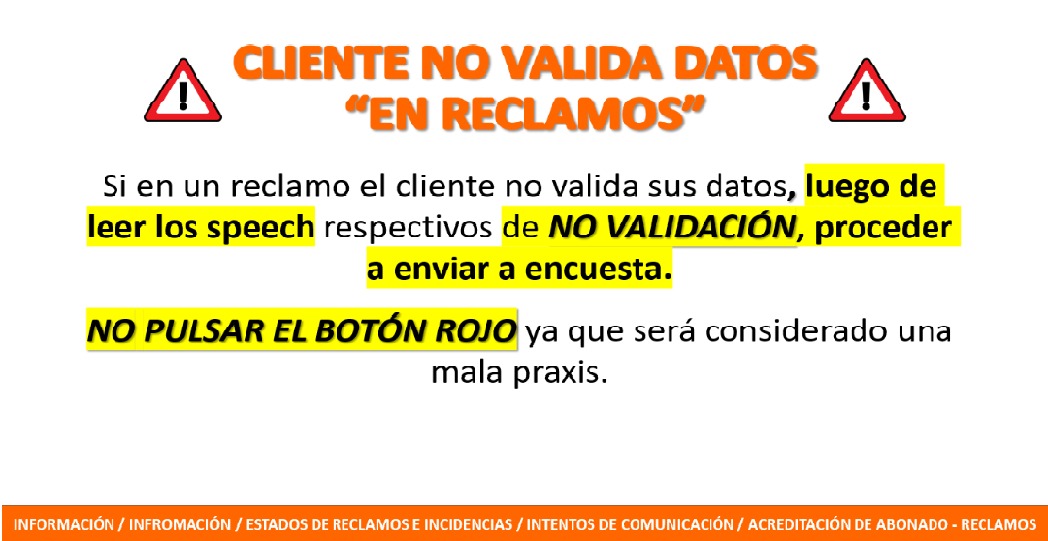 CLIENTE NO VALIDA DATOS
“EN RECLAMOS”
Si en un reclamo el cliente no valida sus datos, luego de
leer los speech respectivos de NO VALIDACIÓN, proceder
a enviar a encuesta.
NO PULSAR EL BOTÓN ROJO ya que será considerado una
mala praxis.
INFORMACIÓN / INFROMACIÓN / ESTADOS DE RECLAMOS E INCIDENCIAS / INTENTOS DE COMUNICACIÓN / ACREDITACIÓN DE ABONADO - RECLAMOS